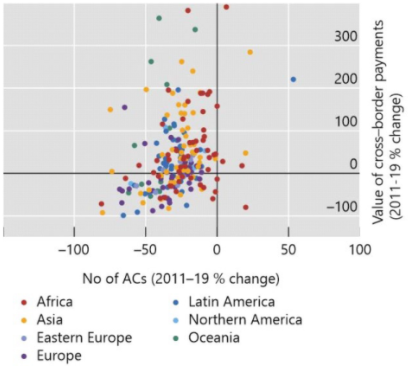 300
200
100
0
−100
Value of cross–border payments
(2011-19 % change)
−100 −50 0 50 100
No of ACs (2011–19 % change)
Africa
Asia
Eastern Europe
Europe
Latin America
Northern America
Oceania